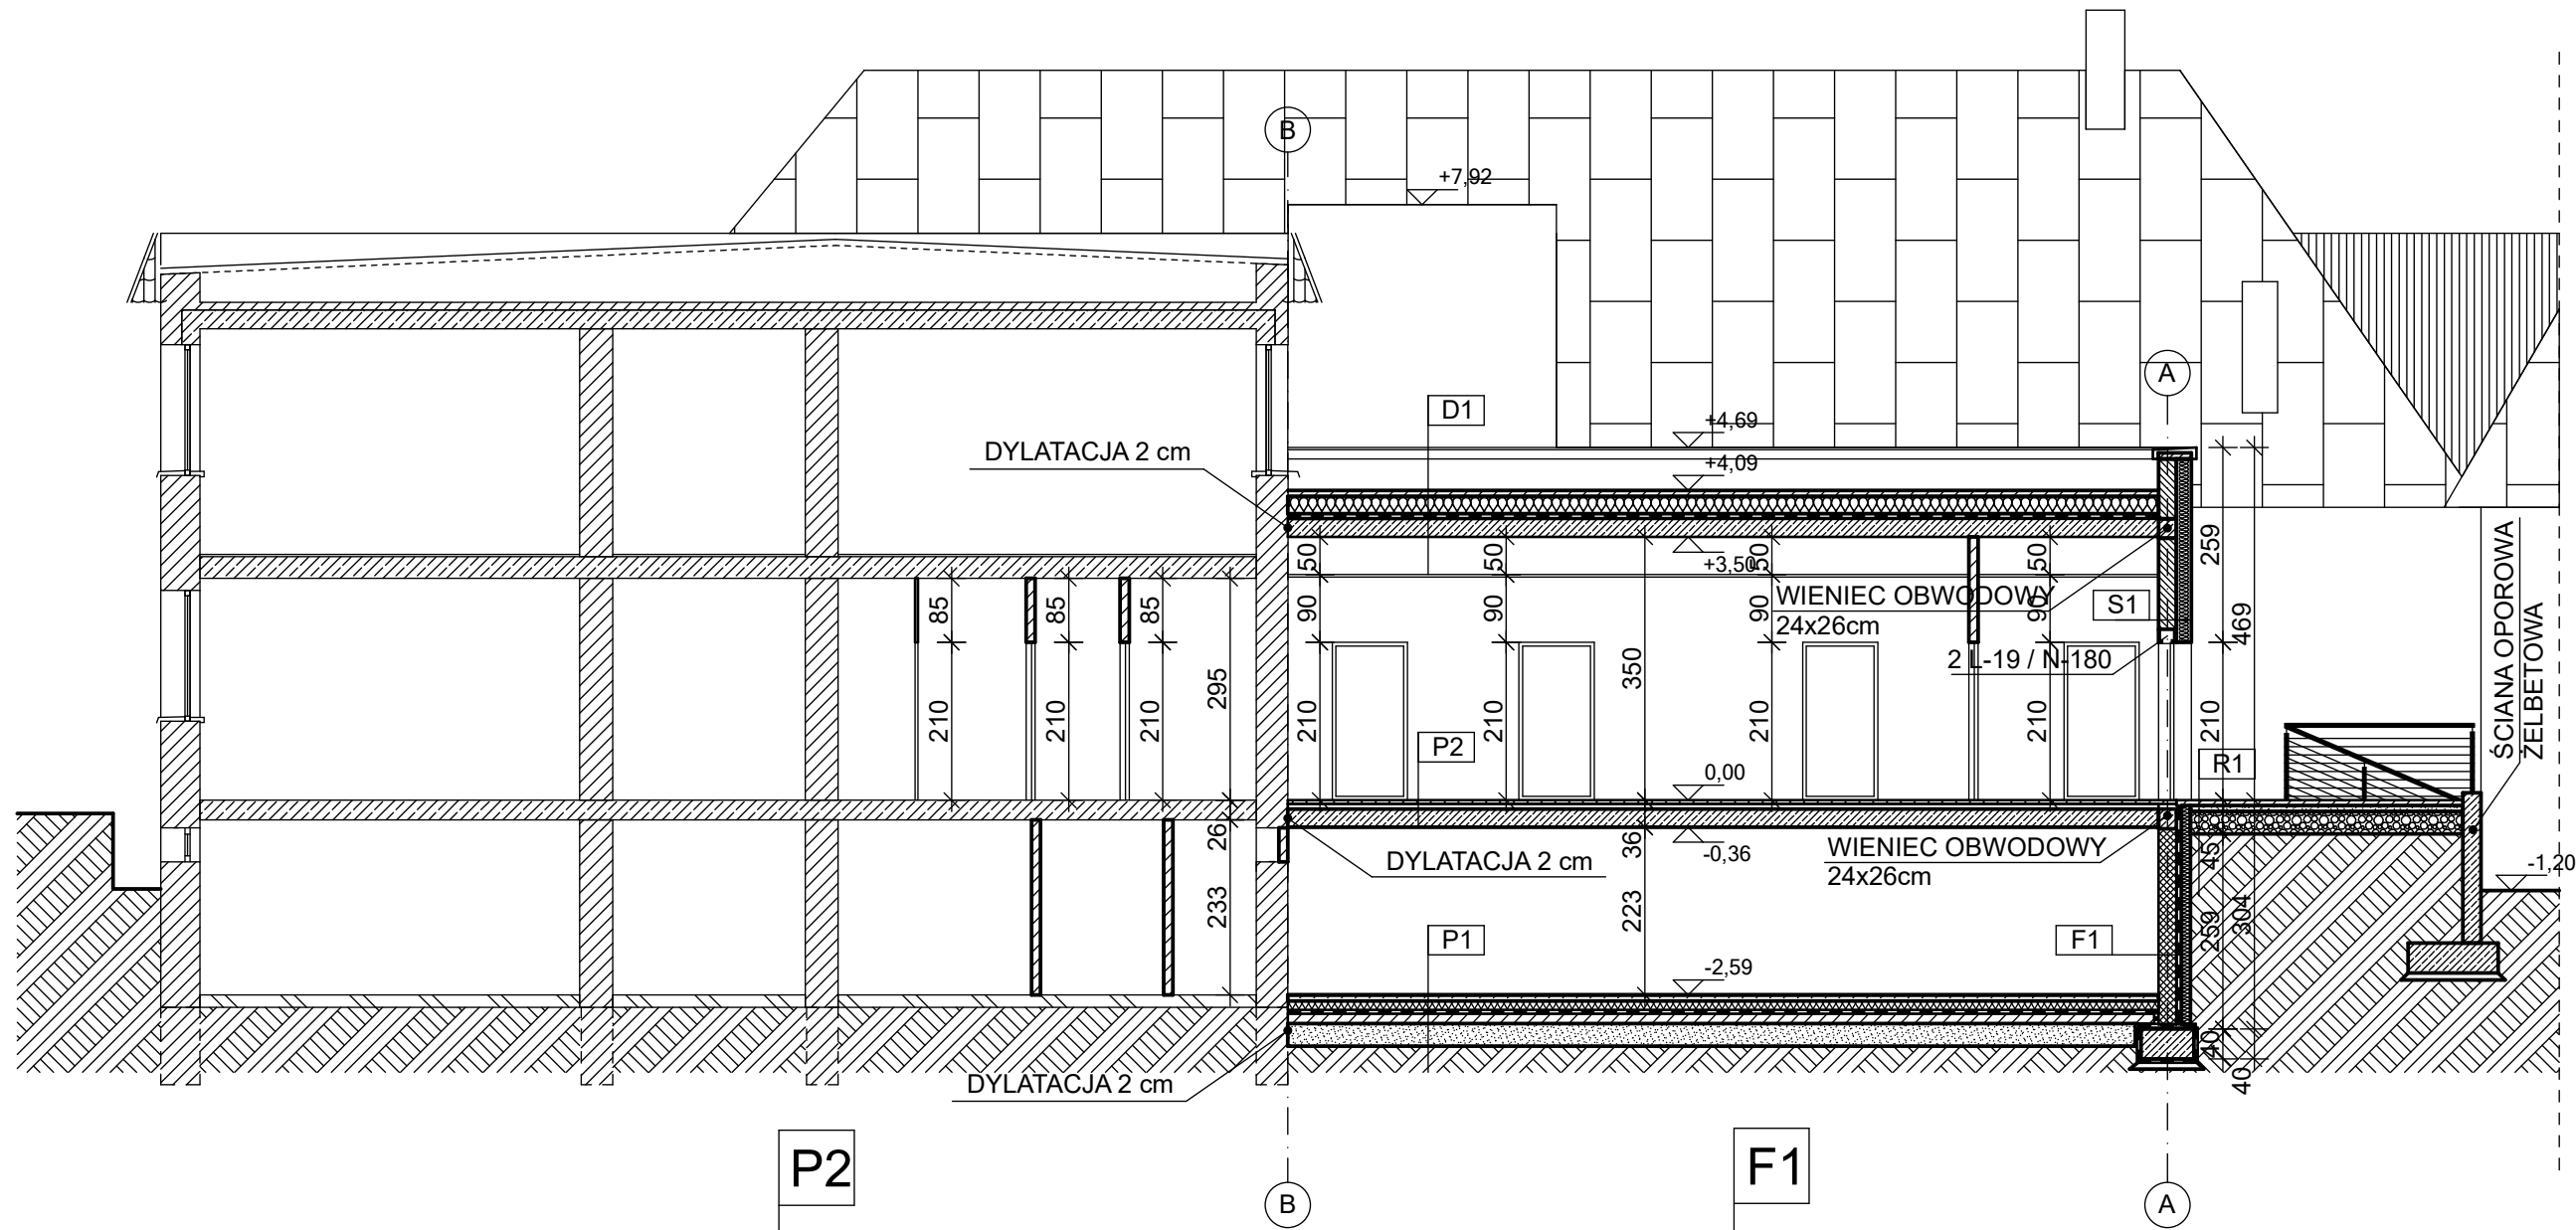 B
+7,92
A
D1
+4,69
DYLATACJA 2 cm
+4,09
50
50
50
50
+3,50
259
469
ŚCIANA OPOROWA
ŻELBETOWA
85
85
85
90
90
90
90
WIENIEC OBWODOWY
24x26cm
S1
295
350
2 L-19 / N-180
210
210
210
210
210
210
210
210
P2
R1
0,00
26
36
-0,36
DYLATACJA 2 cm
WIENIEC OBWODOWY
24x26cm
45
-1,20
233
223
P1
F1
259
304
-2,59
40
40
DYLATACJA 2 cm
P2
F1
B
A